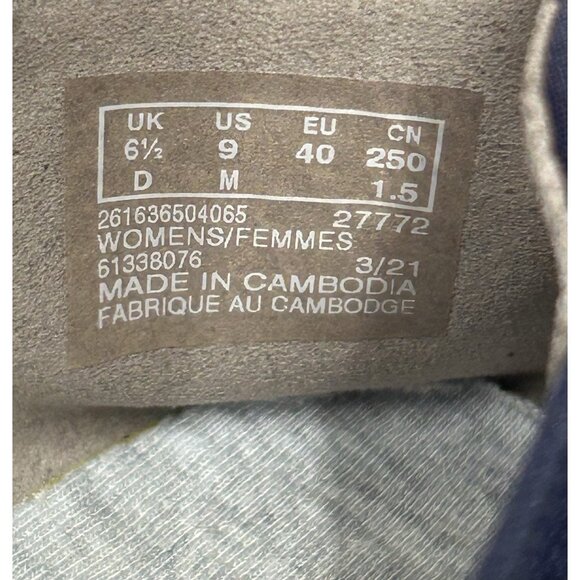 UK US EU CN
6½ 9 40 250
D M 1.5
261636504065 27772
WOMENS/FEMMES
61338076 3/21
MADE IN CAMBODIA
FABRIQUE AU CAMBODGE